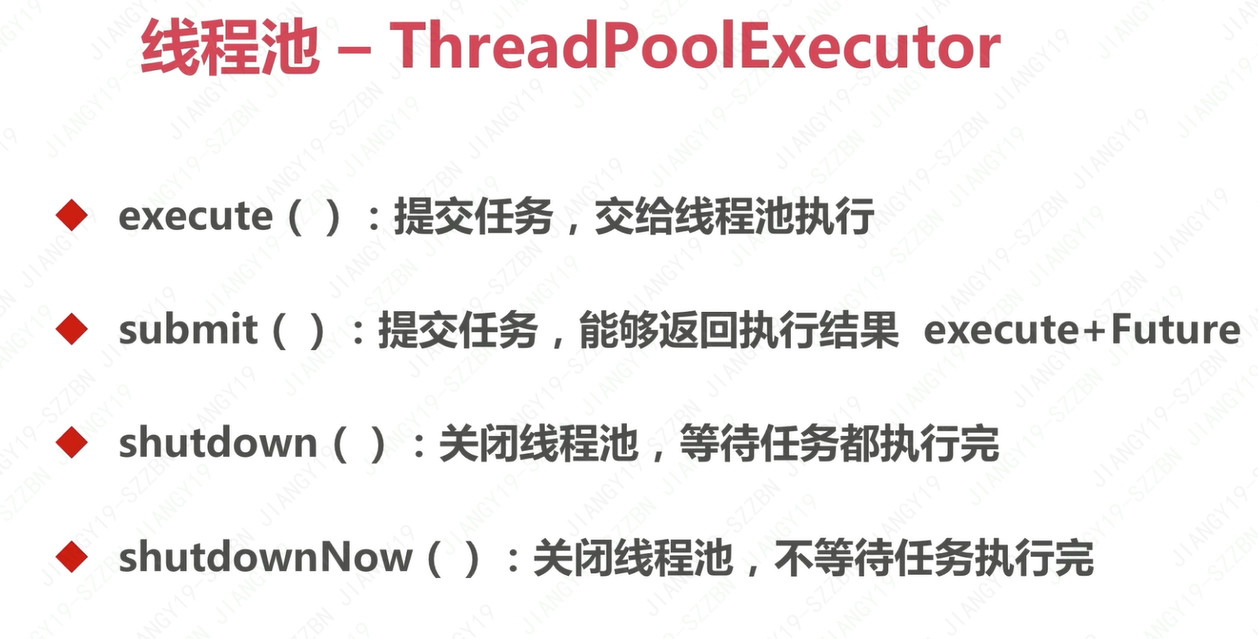 线程池 – ThreadPoolExecutor
execute（ ）：提交任务，交给线程池执行
submit（ ）：提交任务，能够返回执行结果 execute+Future
shutdown（ ）：关闭线程池，等待任务都执行完
shutdownNow（ ）：关闭线程池，不等待任务执行完
JIANGY19-SZZBN